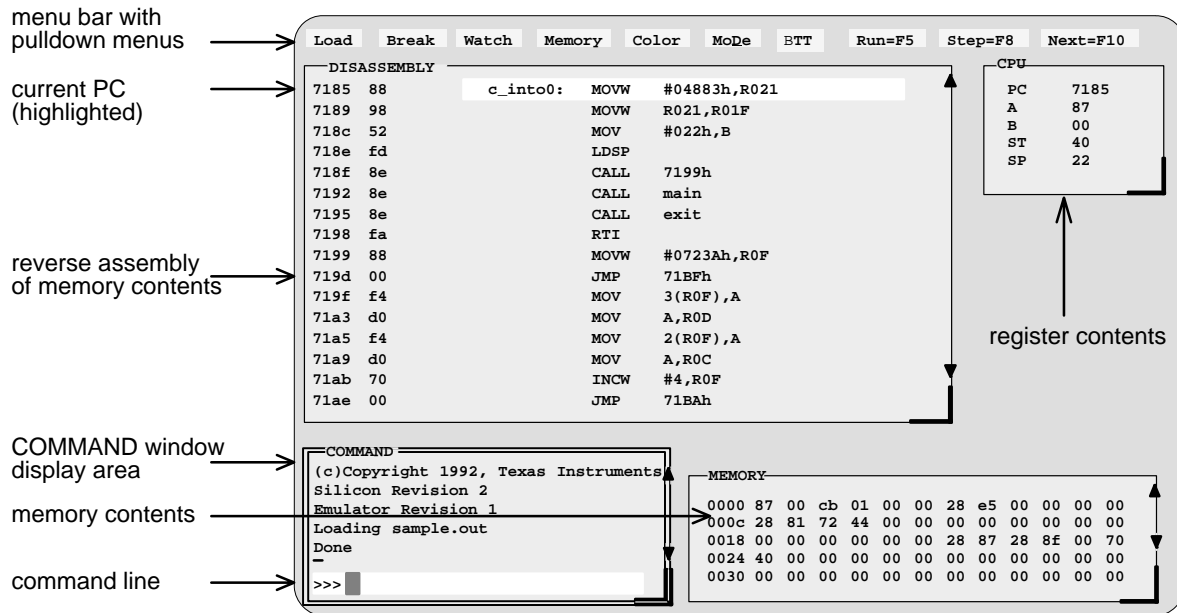 menu bar with
pulldown menus
Load Break Watch Memory Color MoDe BTT Run=F5 Step=F8 Next=F10
current PC
(highlighted)
DISASSEMBLY
7185 88 c_into0: MOVW #04883h,R021
7189 98 MOVW R021,R01F
718c 52 MOV #022h,B
718e fd LDSP
718f 8e CALL 7199h
7192 8e CALL main
7195 8e CALL exit
7198 fa RTI
7199 88 MOVW #0723Ah,R0F
719d 00 JMP 71BFh
719f f4 MOV 3(R0F),A
71a3 d0 MOV A,R0D
71a5 f4 MOV 2(R0F),A
71a9 d0 MOV A,R0C
71ab 70 INCW #4,R0F
71ae 00 JMP 71BAh
CPU
PC 7185
A 87
B 00
ST 40
SP 22
reverse assembly
of memory contents
register contents
COMMAND window
display area
COMMAND
(c)Copyright 1992, Texas Instruments
Silicon Revision 2
Emulator Revision 1
Loading sample.out
Done
>>>
memory contents
command line
MEMORY
0000 87 00 cb 01 00 00 28 e5 00 00 00 00
000c 28 81 72 44 00 00 00 00 00 00 00 00
0018 00 00 00 00 00 00 28 87 28 8f 00 70
0024 40 00 00 00 00 00 00 00 00 00 00 00
0030 00 00 00 00 00 00 00 00 00 00 00 00